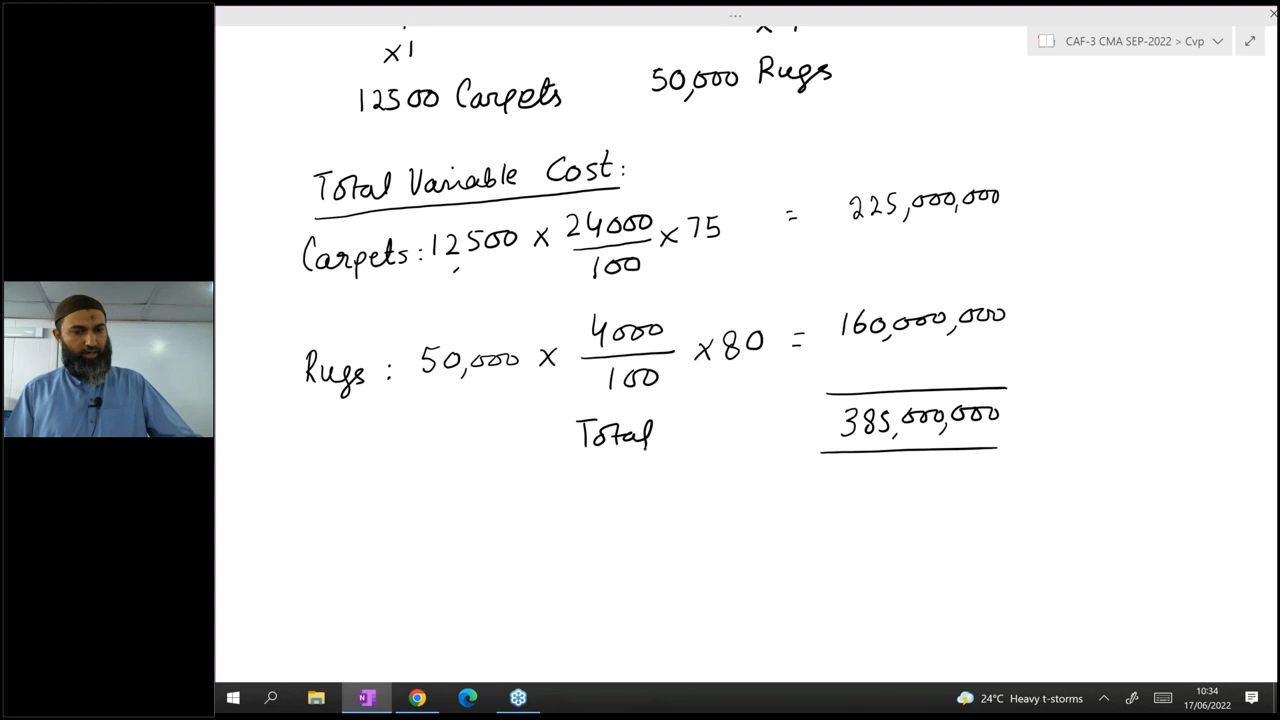 ...
CAF-3 CMA SEP-2022 > Cvp
x1
12500 Carpets
50,000 Rugs
Total Variable Cost:
Carpets: 12500 × 24000/100 × 75 = 225,000,000
Rugs: 50,000 × 4000/100 × 80 = 160,000,000
Total 385,000,000
24°C Heavy t-storms
10:34
17/06/2022